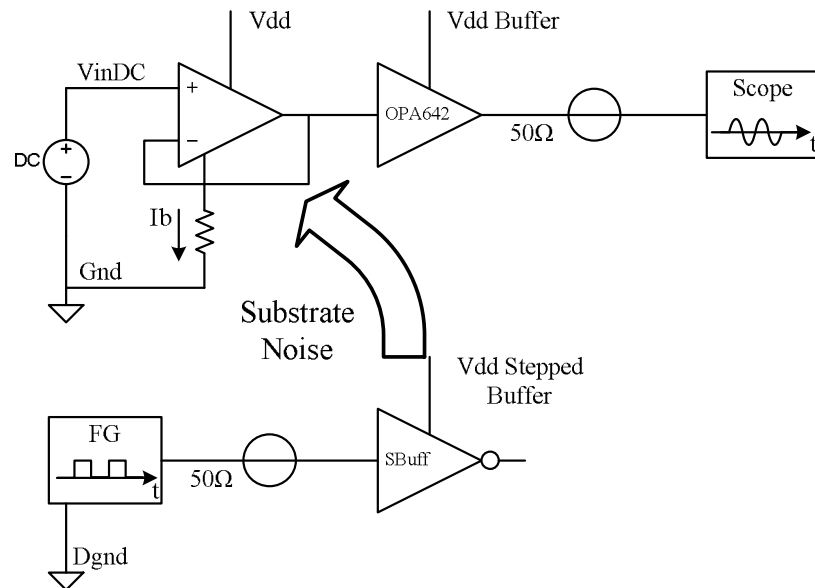 Vdd
Vdd Buffer
VinDC
+
−
OPA642
50Ω
Scope
t
DC
+
−
Ib
Gnd
Substrate
Noise
Vdd Stepped
Buffer
FG
t
50Ω
SBuff
Dgnd